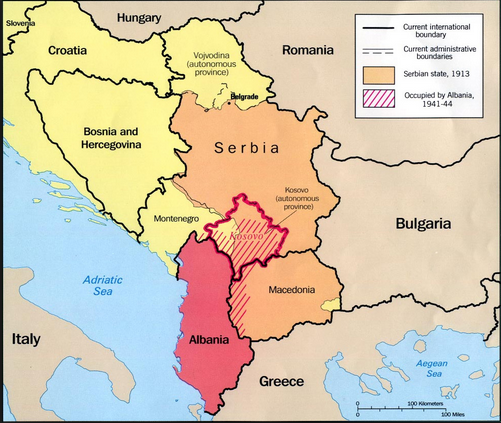 Slovenia
Hungary
Croatia
Vojvodina
(autonomous
province)
Romania
Current international
boundary
Current administrative
boundaries
Serbian state, 1913
Occupied by Albania,
1941-44
Belgrade
Bosnia and
Hercegovina
Serbia
Kosovo
(autonomous
province)
Montenegro
Kosovo
Bulgaria
Adriatic
Sea
Macedonia
Italy
Albania
Aegean
Sea
Greece
0 100 Kilometers
0 100 Miles